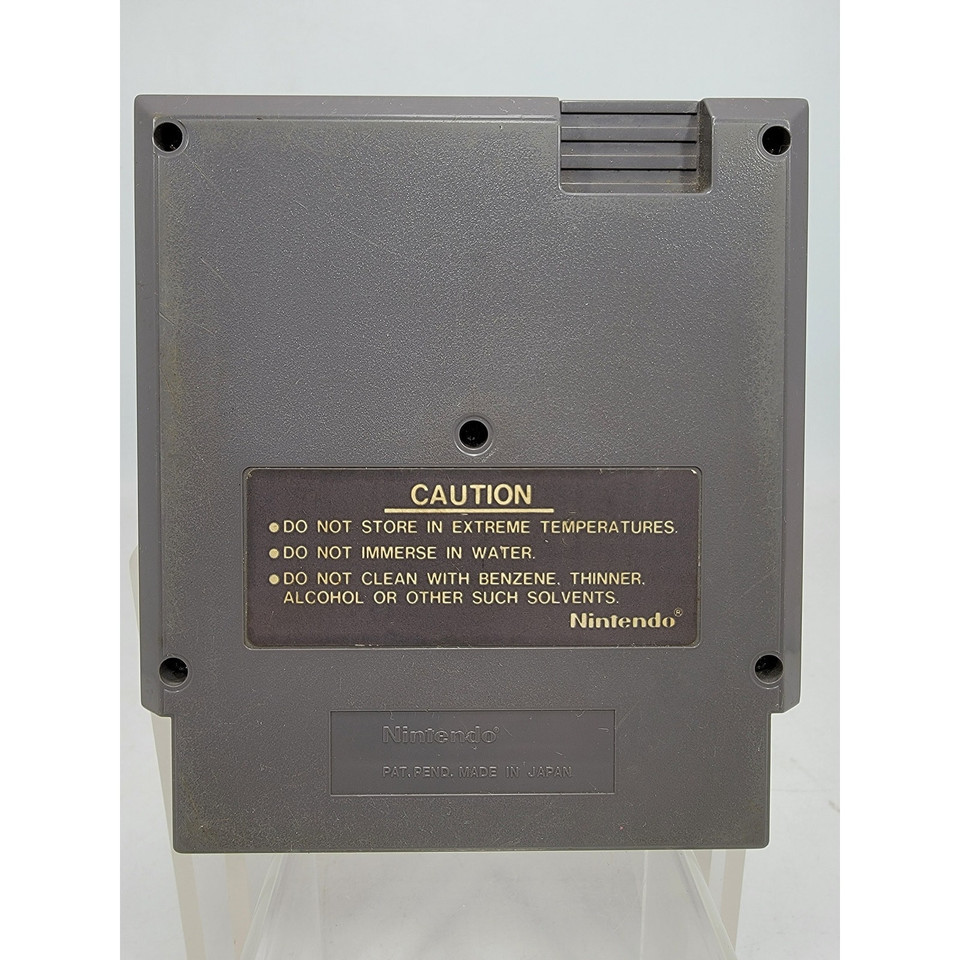 CAUTION
●DO NOT STORE IN EXTREME TEMPERATURES.
●DO NOT IMMERSE IN WATER.
●DO NOT CLEAN WITH BENZENE, THINNER,
ALCOHOL OR OTHER SUCH SOLVENTS.
Nintendo®
Nintendo®
PAT. PEND. MADE IN JAPAN